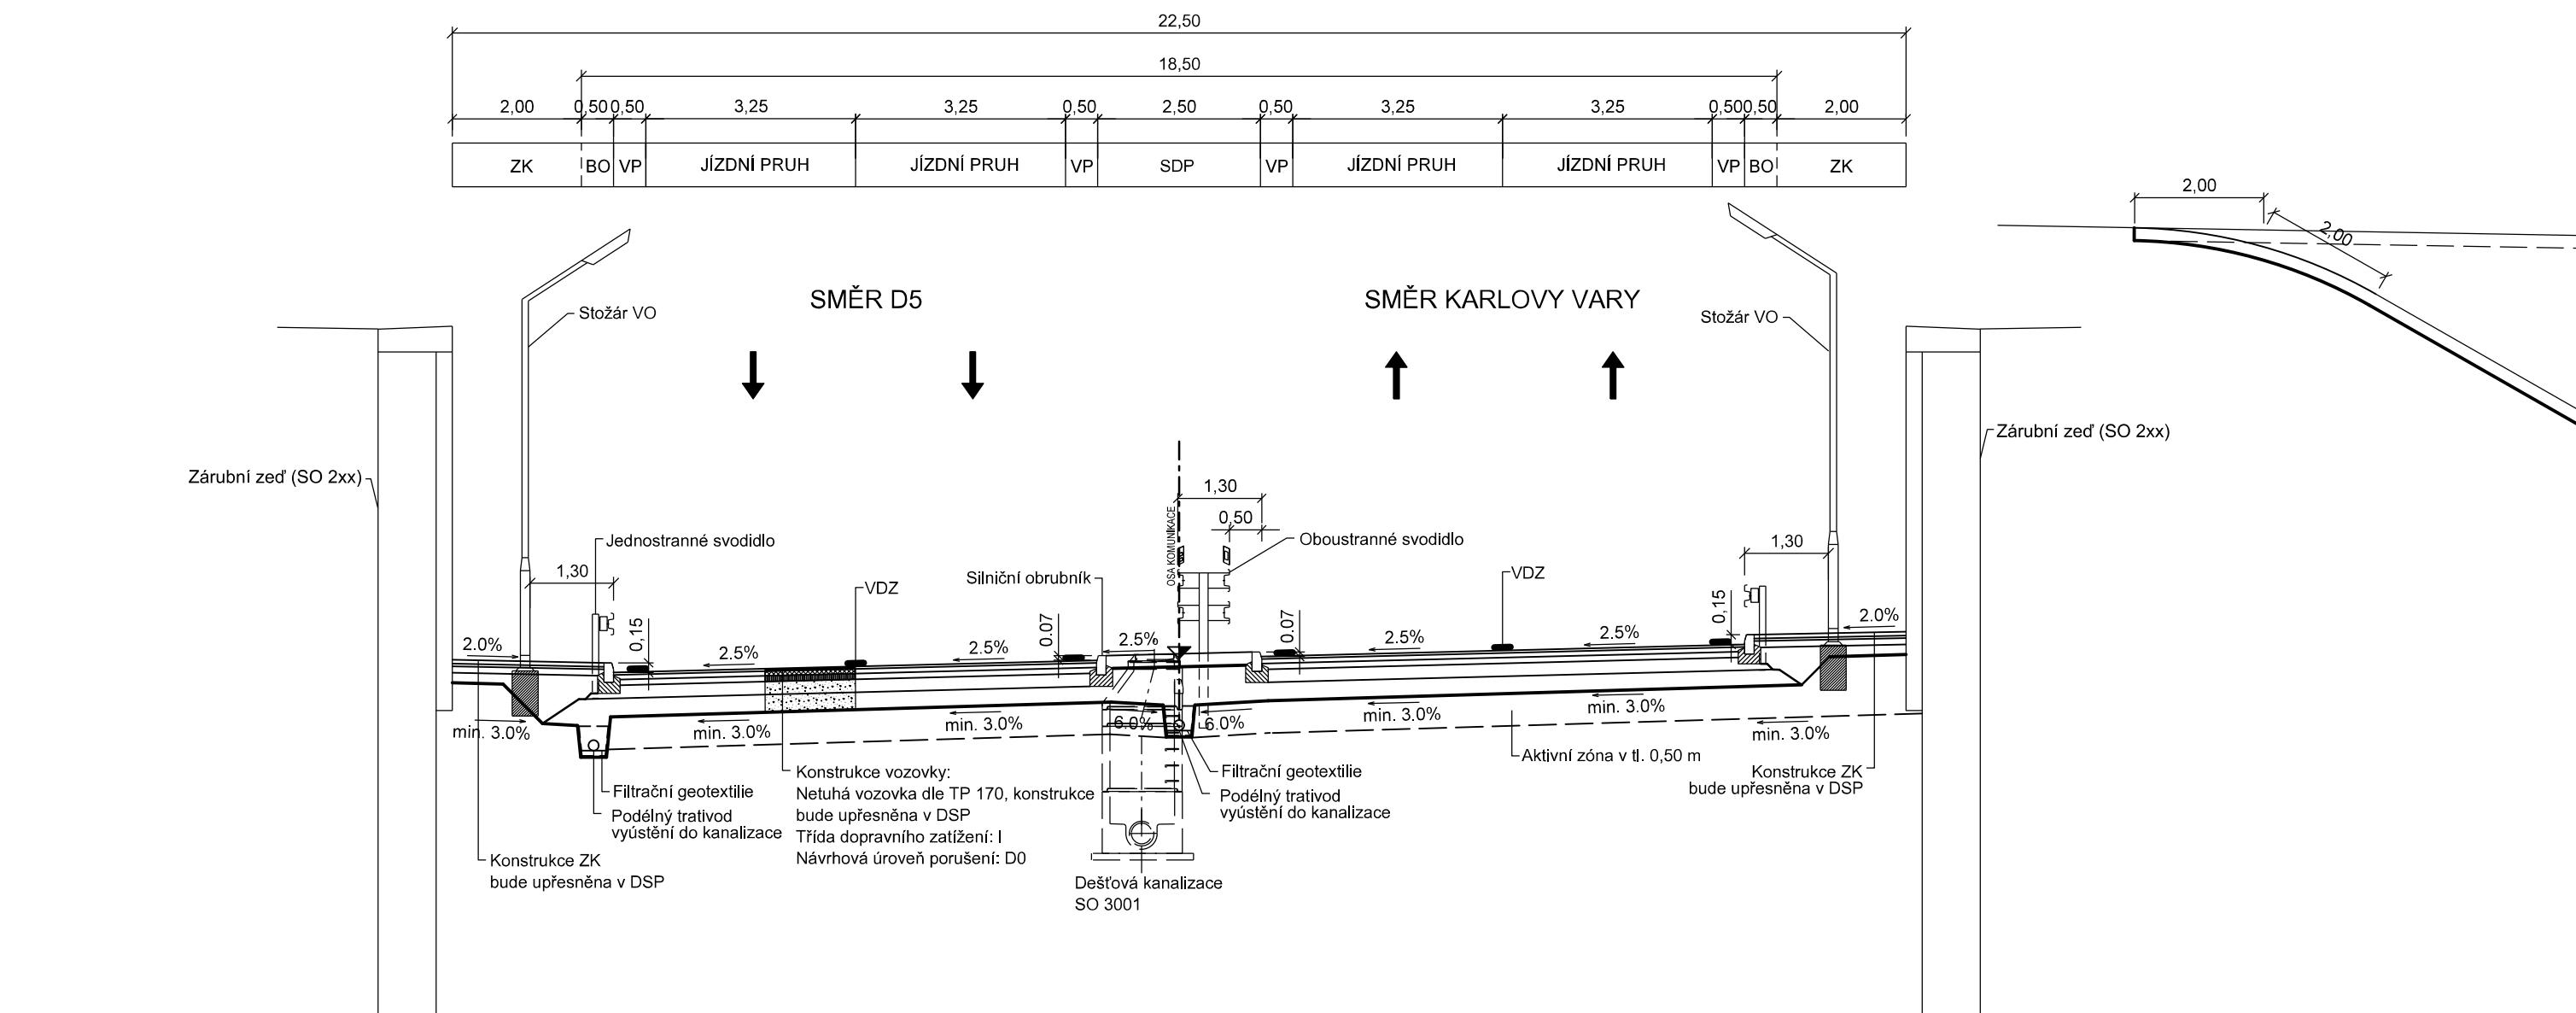 22,50
18,50
2,00 0,50 0,50 3,25 3,25 0,50 2,50 0,50 3,25 3,25 0,50 0,50 2,00
ZK BO VP JÍZDNÍ PRUH JÍZDNÍ PRUH VP SDP VP JÍZDNÍ PRUH JÍZDNÍ PRUH VP BO ZK
2,00
2,00
SMĚR D5
SMĚR KARLOVY VARY
Stožár VO
Stožár VO
Zárubní zeď (SO 2xx)
Zárubní zeď (SO 2xx)
1,30
0,50
OSA KOMUNIKACE
Jednostranné svodidlo
Oboustranné svodidlo
1,30
1,30
Silniční obrubník
VDZ
VDZ
0,15
0.07
0.07
0,15
2.0%
2.5%
2.5%
2.5%
2.5%
2.5%
2.0%
min. 3.0%
min. 3.0%
min. 3.0%
6.0%
6.0%
min. 3.0%
min. 3.0%
min. 3.0%
Aktivní zóna v tl. 0,50 m
Filtrační geotextilie
Podélný trativod
vyústění do kanalizace
Konstrukce vozovky:
Netuhá vozovka dle TP 170, konstrukce
bude upřesněna v DSP
Třída dopravního zatížení: I
Návrhová úroveň porušení: D0
Filtrační geotextilie
Podélný trativod
vyústění do kanalizace
Konstrukce ZK
bude upřesněna v DSP
Konstrukce ZK
bude upřesněna v DSP
Dešťová kanalizace
SO 3001